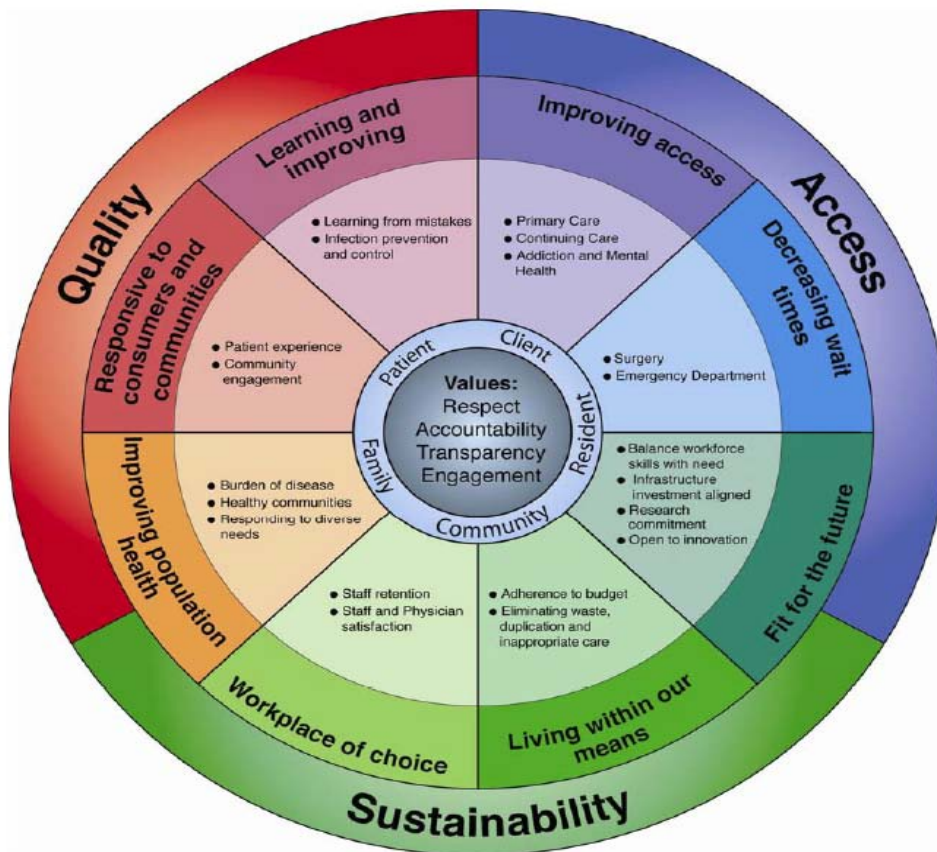 Quality
Access
Sustainability
Learning and
improving
• Learning from mistakes
• Infection prevention
and control
Improving access
• Primary Care
• Continuing Care
• Addiction and Mental
Health
Decreasing wait
times
• Surgery
• Emergency Department
Fit for the future
• Balance workforce
skills with need
• Infrastructure
investment aligned
• Research
commitment
• Open to innovation
Living within our
means
• Adherence to budget
• Eliminating waste,
duplication and
inappropriate care
Workplace of choice
• Staff retention
• Staff and Physician
satisfaction
Improving population
health
• Burden of disease
• Healthy communities
• Responding to diverse
needs
Responsive to
consumers and
communities
• Patient experience
• Community
engagement
Patient
Client
Resident
Community
Family
Values:
Respect
Accountability
Transparency
Engagement